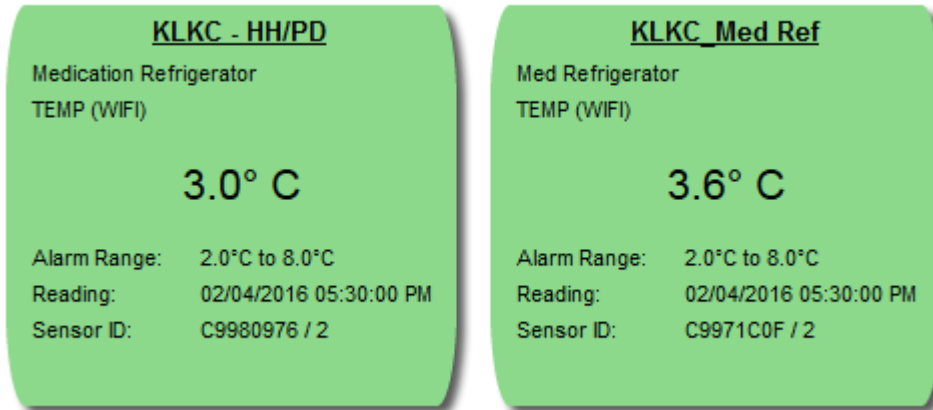 KLKC - HH/PD
Medication Refrigerator
TEMP (WIFI)
3.0° C
Alarm Range: 2.0°C to 8.0°C
Reading: 02/04/2016 05:30:00 PM
Sensor ID: C9980976 / 2
KLKC_Med Ref
Med Refrigerator
TEMP (WIFI)
3.6° C
Alarm Range: 2.0°C to 8.0°C
Reading: 02/04/2016 05:30:00 PM
Sensor ID: C9971C0F / 2